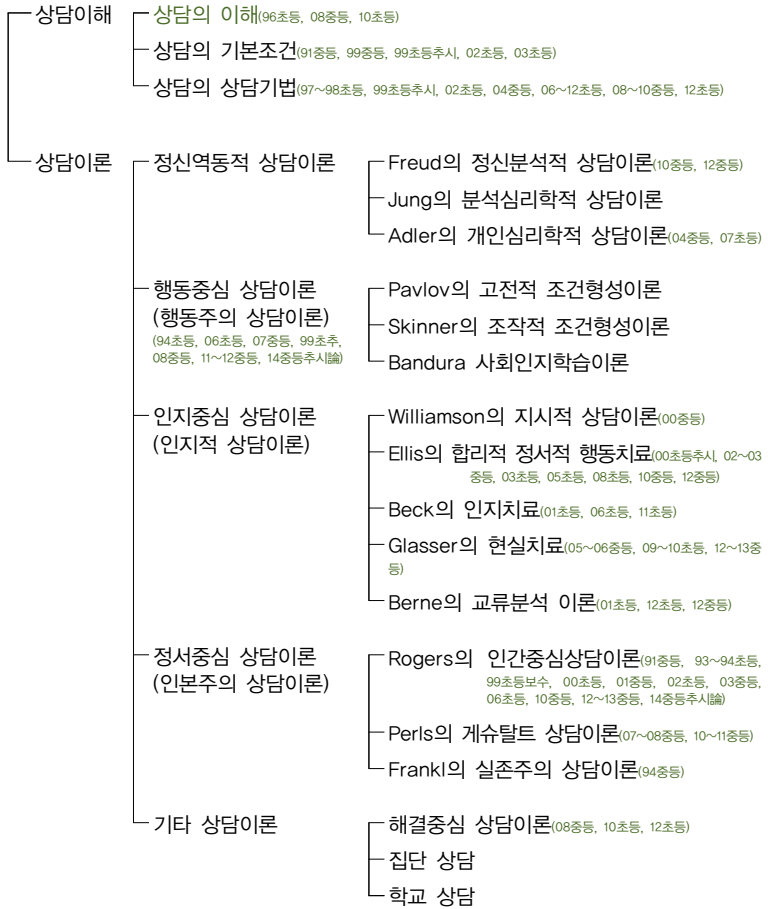 상담이해
상담의 이해(96초등, 08중등, 10초등)
상담의 기본조건(91중등, 99중등, 99초등추시, 02초등, 03초등)
상담의 상담기법(97~98초등, 99초등추시, 02초등, 04중등, 06~12초등, 08~10중등, 12초등)
상담이론
정신역동적 상담이론
Freud의 정신분석적 상담이론(10중등, 12중등)
Jung의 분석심리학적 상담이론
Adler의 개인심리학적 상담이론(04중등, 07초등)
행동중심 상담이론
(행동주의 상담이론)
(94초등, 06초등, 07중등, 99초추,
08중등, 11~12중등, 14중등추시論)
Pavlov의 고전적 조건형성이론
Skinner의 조작적 조건형성이론
Bandura 사회인지학습이론
인지중심 상담이론
(인지적 상담이론)
Williamson의 지시적 상담이론(00중등)
Ellis의 합리적 정서적 행동치료(00초등추시, 02~03
중등, 03초등, 05초등, 08초등, 10중등, 12중등)
Beck의 인지치료(01초등, 06초등, 11초등)
Glasser의 현실치료(05~06중등, 09~10초등, 12~13중
등)
Berne의 교류분석 이론(01초등, 12초등, 12중등)
정서중심 상담이론
(인본주의 상담이론)
Rogers의 인간중심상담이론(91중등, 93~94초등,
99초등보수, 00초등, 01중등, 02초등, 03중등,
06초등, 10중등, 12~13중등, 14중등추시論)
Perls의 게슈탈트 상담이론(07~08중등, 10~11중등)
Frankl의 실존주의 상담이론(94중등)
기타 상담이론
해결중심 상담이론(08중등, 10초등, 12초등)
집단 상담
학교 상담